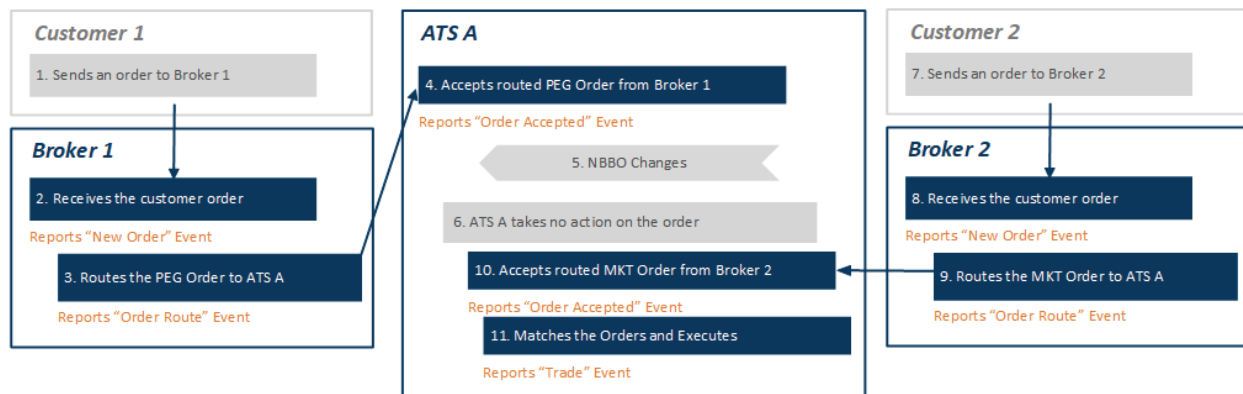 Customer 1
1. Sends an order to Broker 1
Broker 1
2. Receives the customer order
Reports “New Order” Event
3. Routes the PEG Order to ATS A
Reports “Order Route” Event
ATS A
4. Accepts routed PEG Order from Broker 1
Reports “Order Accepted” Event
5. NBBO Changes
6. ATS A takes no action on the order
10. Accepts routed MKT Order from Broker 2
Reports “Order Accepted” Event
11. Matches the Orders and Executes
Reports “Trade” Event
Customer 2
7. Sends an order to Broker 2
Broker 2
8. Receives the customer order
Reports “New Order” Event
9. Routes the MKT Order to ATS A
Reports “Order Route” Event